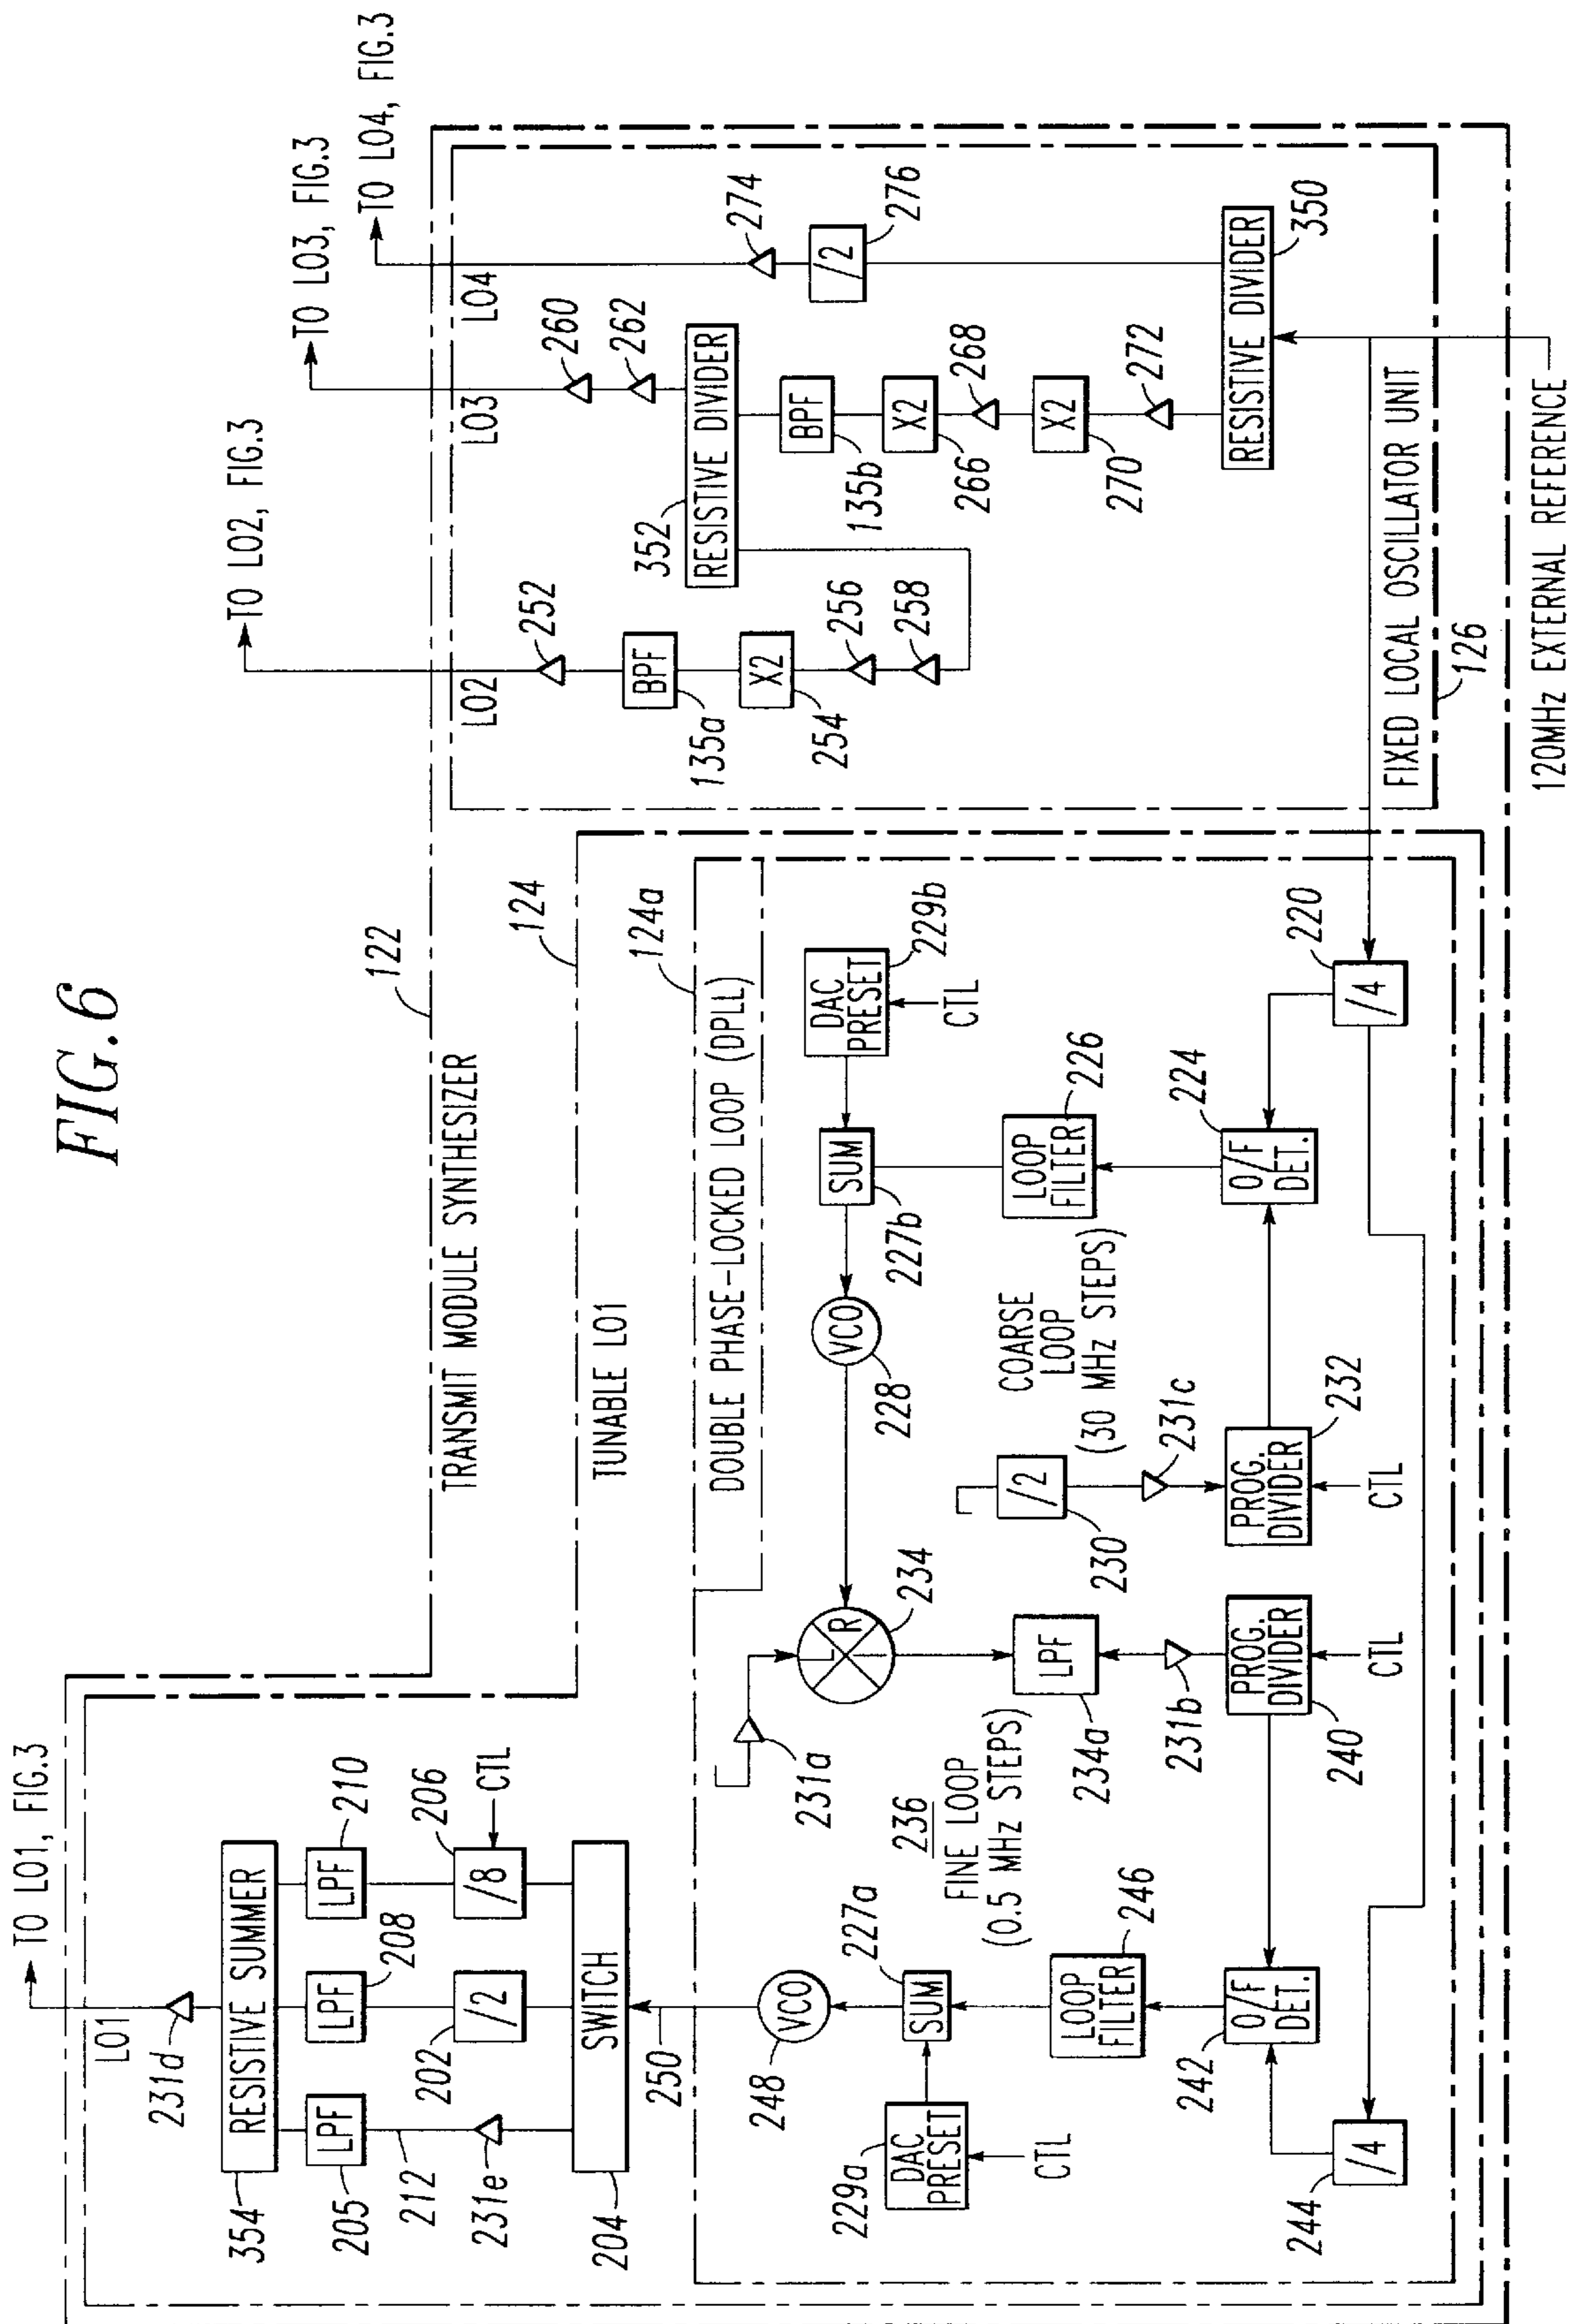 FIG. 6
TO LO1, FIG.3
TO LO2, FIG.3
TO LO3, FIG.3
TO LO4, FIG.3
122
TRANSMIT MODULE SYNTHESIZER
124
TUNABLE LO1
124a
DOUBLE PHASE-LOCKED LOOP (DPLL)
LO1
231d
354
RESISTIVE SUMMER
205
LPF
LPF
208
LPF
210
212
231e
202
/2
/8
206
CTL
204
SWITCH
250
248
VCO
229a
DAC
PRESET
CTL
SUM
227a
236
FINE LOOP
(0.5 MHz STEPS)
LOOP
FILTER
246
242
O/F
DET.
244
/4
231a
L
R
I
234
LPF
234a
231b
PROG.
DIVIDER
240
CTL
VCO
228
SUM
227b
DAC
PRESET
229b
CTL
COARSE
LOOP
(30 MHz STEPS)
/2
230
231c
PROG.
DIVIDER
232
CTL
LOOP
FILTER
226
224
O/F
DET.
220
/4
LO2
252
BPF
135a
X2
254
256
258
LO3
260
262
352
RESISTIVE DIVIDER
BPF
135b
X2
266
268
X2
270
272
LO4
274
/2
276
RESISTIVE DIVIDER
350
FIXED LOCAL OSCILLATOR UNIT
126
120MHz EXTERNAL REFERENCE